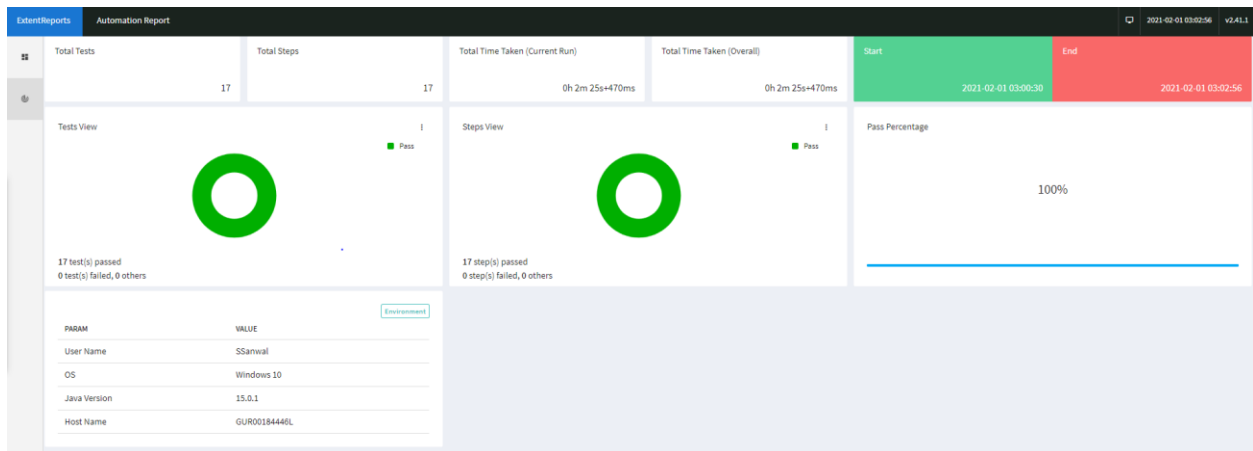 ExtentReports Automation Report 2021-02-01 03:02:56 v2.41.1
Total Tests
17
Total Steps
17
Total Time Taken (Current Run)
0h 2m 25s+470ms
Total Time Taken (Overall)
0h 2m 25s+470ms
Start
2021-02-01 03:00:30
End
2021-02-01 03:02:56
Tests View
Pass
17 test(s) passed
0 test(s) failed, 0 others
Steps View
Pass
17 step(s) passed
0 step(s) failed, 0 others
Pass Percentage
100%
Environment
PARAM VALUE
User Name SSanwal
OS Windows 10
Java Version 15.0.1
Host Name GUR00184446L